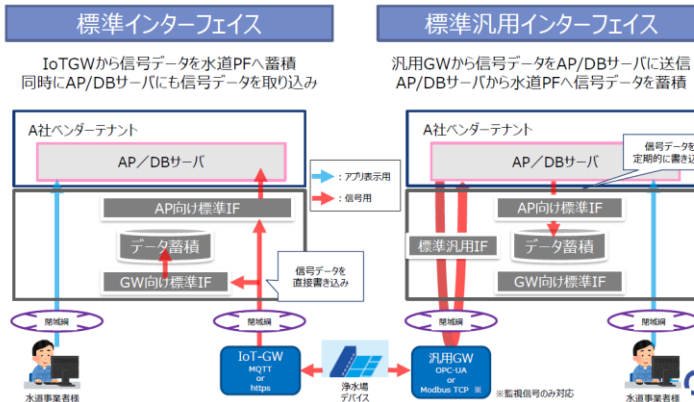 標準インターフェイス
IoTGWから信号データを水道PFへ蓄積
同時にAP/DBサーバにも信号データを取り込み
A社ベンダーテナント
AP/DBサーバ
AP向け標準IF
データ蓄積
GW向け標準IF
信号データを
直接書き込み
:アプリ表示用
:信号用
閉域網
閉域網
水道事業者様
IoT-GW
MQTT
or
https
浄水場
デバイス
標準汎用インターフェイス
汎用GWから信号データをAP/DBサーバに送信
AP/DBサーバから水道PFへ信号データを蓄積
A社ベンダーテナント
AP/DBサーバ
信号データを
定期的に書き込
AP向け標準IF
標準汎用IF
データ蓄積
GW向け標準IF
閉域網
閉域網
汎用GW
OPC-UA
or
Modbus TCP ※
※監視信号のみ対応
水道事業者様